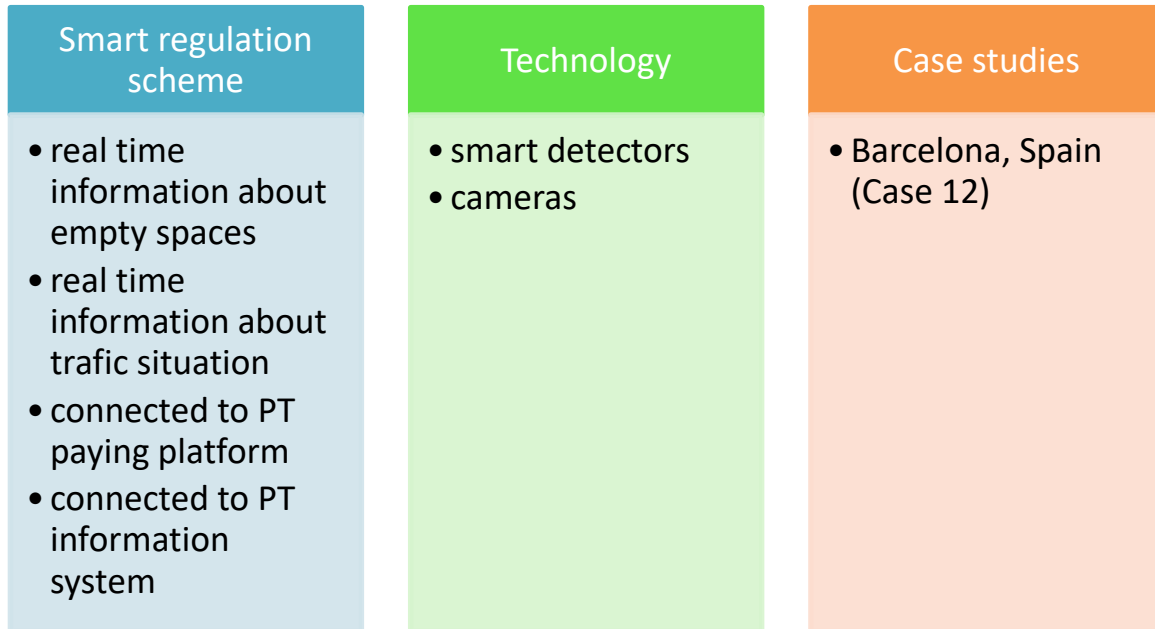 Smart regulation
scheme
• real time
information about
empty spaces
• real time
information about
trafic situation
• connected to PT
paying platform
• connected to PT
information
system
Technology
• smart detectors
• cameras
Case studies
• Barcelona, Spain
(Case 12)